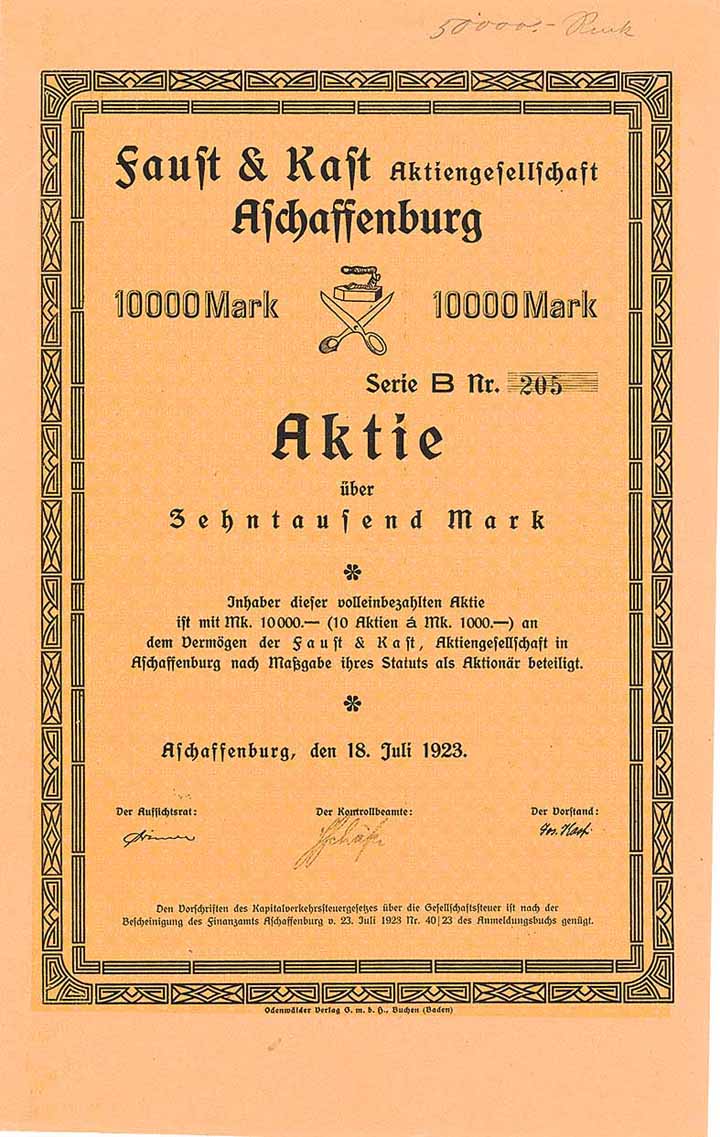 50000.-
Faust & Kast Aktiengesellschaft
Aschaffenburg
10000 Mark 10000 Mark
Serie B Nr. 205
Aktie
über
Zehntausend Mark
Inhaber dieser volleinbezahlten Aktie
ist mit Mk. 10000.— (10 Aktien á Mk. 1000.—) an
dem Vermögen der Faust & Kast, Aktiengesellschaft in
Aschaffenburg nach Maßgabe ihres Statuts als Aktionär beteiligt.
Aschaffenburg, den 18. Juli 1923.
Der Aufsichtsrat: Der Kontrollbeamte: Der Vorstand:
Jos. Kast
Den Vorschriften des Kapitalverkehrssteuergesetzes über die Gesellschaftssteuer ist nach der
Bescheinigung des Finanzamts Aschaffenburg v. 23. Juli 1923 Nr. 40|23 des Anmeldungsbuchs genügt.
Odenwälder Verlag G. m. b. H., Buchen (Baden)